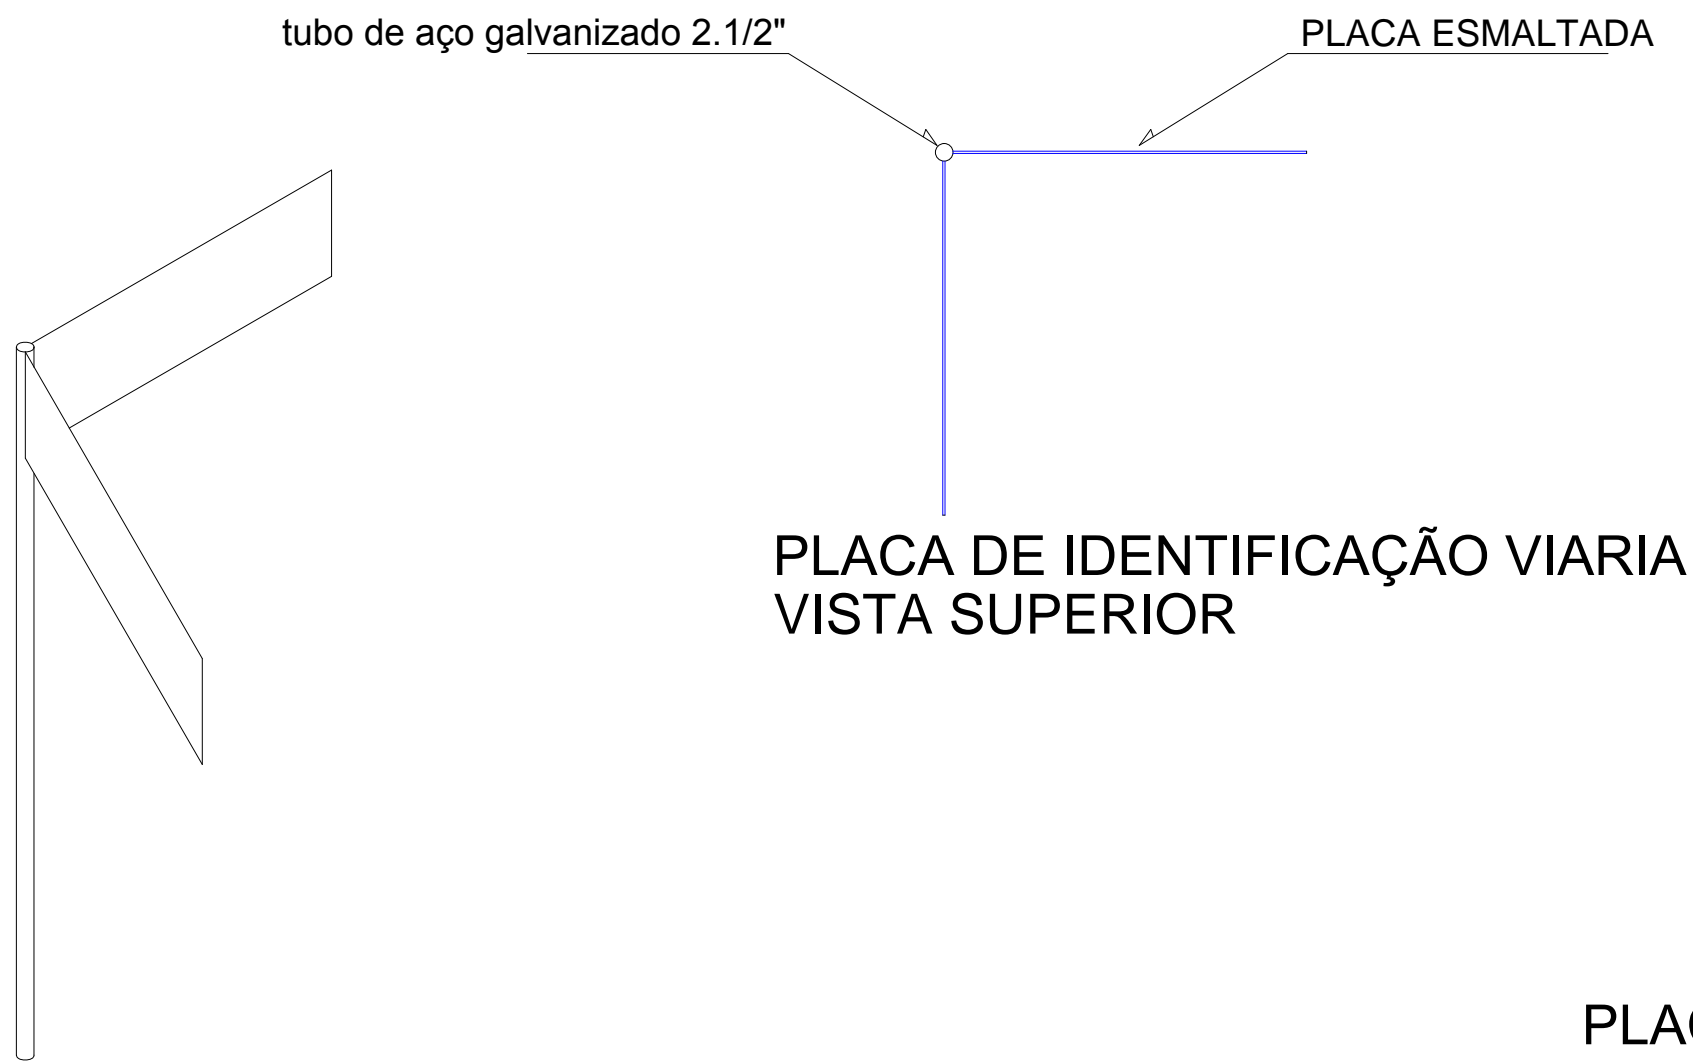 tubo de aço galvanizado 2.1/2"
PLACA ESMALTADA
PLACA DE IDENTIFICAÇÃO VIARIA
VISTA SUPERIOR